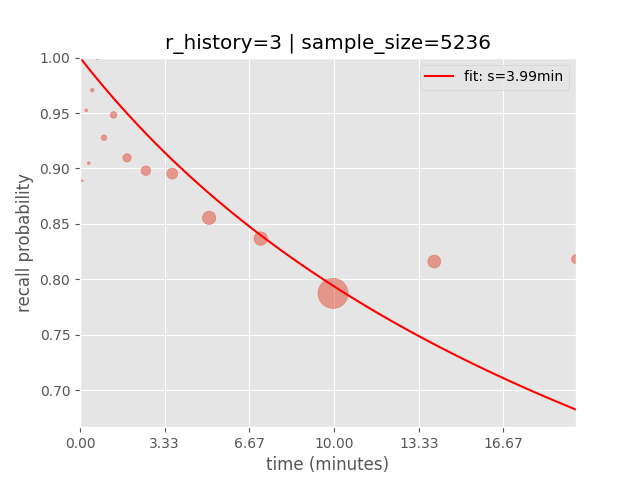 r_history=3 | sample_size=5236
fit: s=3.99min
recall probability
1.00
0.95
0.90
0.85
0.80
0.75
0.70
0.00 3.33 6.67 10.00 13.33 16.67
time (minutes)